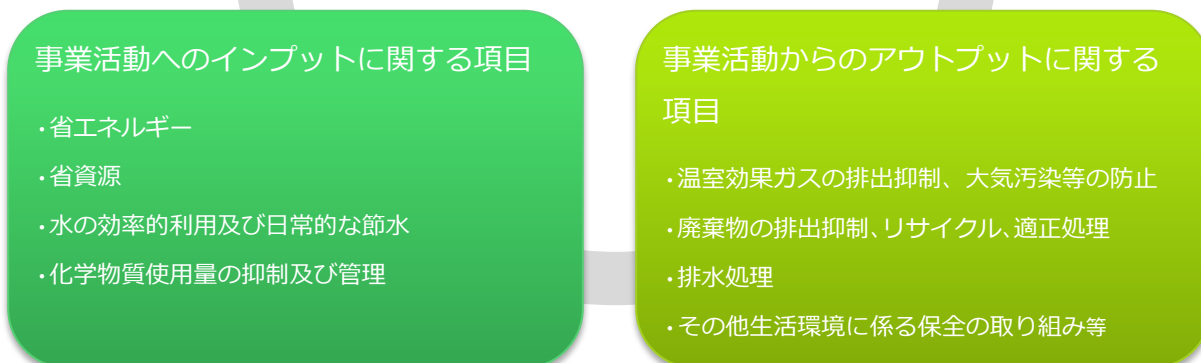 事業活動へのインプットに関する項目
・省エネルギー
・省資源
・水の効率的利用及び日常的な節水
・化学物質使用量の抑制及び管理
事業活動からのアウトプットに関する
項目
・温室効果ガスの排出抑制、大気汚染等の防止
・廃棄物の排出抑制、リサイクル、適正処理
・排水処理
・その他生活環境に係る保全の取り組み等